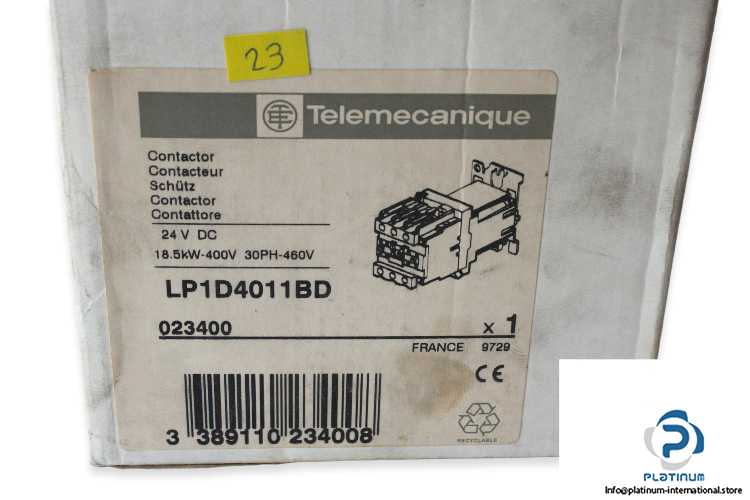 23
Telemecanique
Contactor
Contacteur
Schütz
Contactor
Contattore
24 V DC
18.5kW-400V 30PH-460V
LP1D4011BD
023400
x 1
FRANCE 9729
CE
3 389110 234008
RECYCLABLE
PLATINUM
Info@platinum-international.store